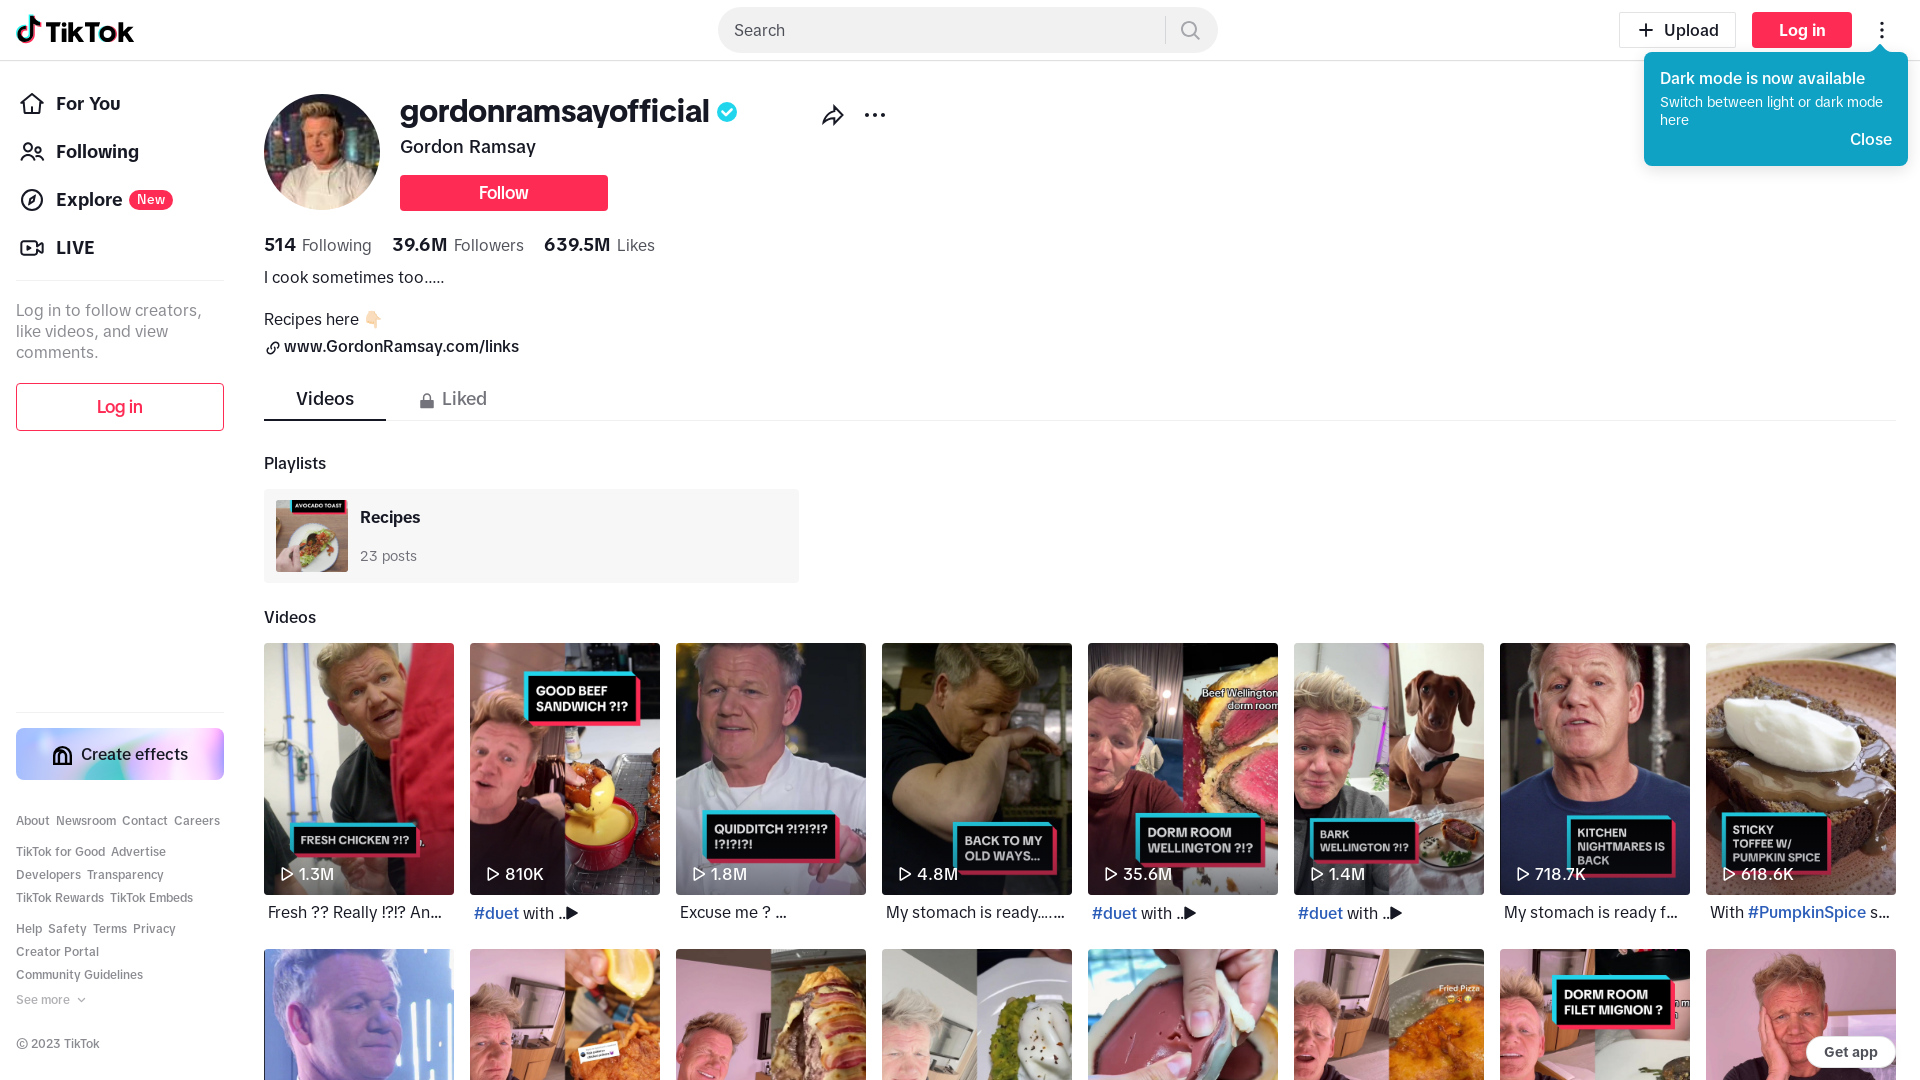 TikTok
Search
Upload
Log in
Dark mode is now available
Switch between light or dark mode
here
Close
For You
Following
Explore New
LIVE
Log in to follow creators,
like videos, and view
comments.
Log in
Create effects
About Newsroom Contact Careers
TikTok for Good Advertise
Developers Transparency
TikTok Rewards TikTok Embeds
Help Safety Terms Privacy
Creator Portal
Community Guidelines
See more
© 2023 TikTok
gordonramsayofficial
Gordon Ramsay
Follow
514 Following 39.6M Followers 639.5M Likes
I cook sometimes too.....
Recipes here 👇🏻
www.GordonRamsay.com/links
Videos
Liked
Playlists
AVOCADO TOAST
Recipes
23 posts
Videos
FRESH CHICKEN ?!?
1.3M
Fresh ?? Really !?!? An...
GOOD BEEF
SANDWICH ?!?
810K
#duet with ...
QUIDDITCH ?!?!?!?
!?!?!?!
1.8M
Excuse me ? ...
BACK TO MY
OLD WAYS...
4.8M
My stomach is ready......
Beef Wellington
dorm room
DORM ROOM
WELLINGTON ?!?
35.6M
#duet with ...
BARK
WELLINGTON ?!?
1.4M
#duet with ...
KITCHEN
NIGHTMARES IS
BACK
718.7K
My stomach is ready f...
STICKY
TOFFEE W/
PUMPKIN SPICE
618.6K
With #PumpkinSpice s...
Fried Pizza
DORM ROOM
FILET MIGNON ?
Get app